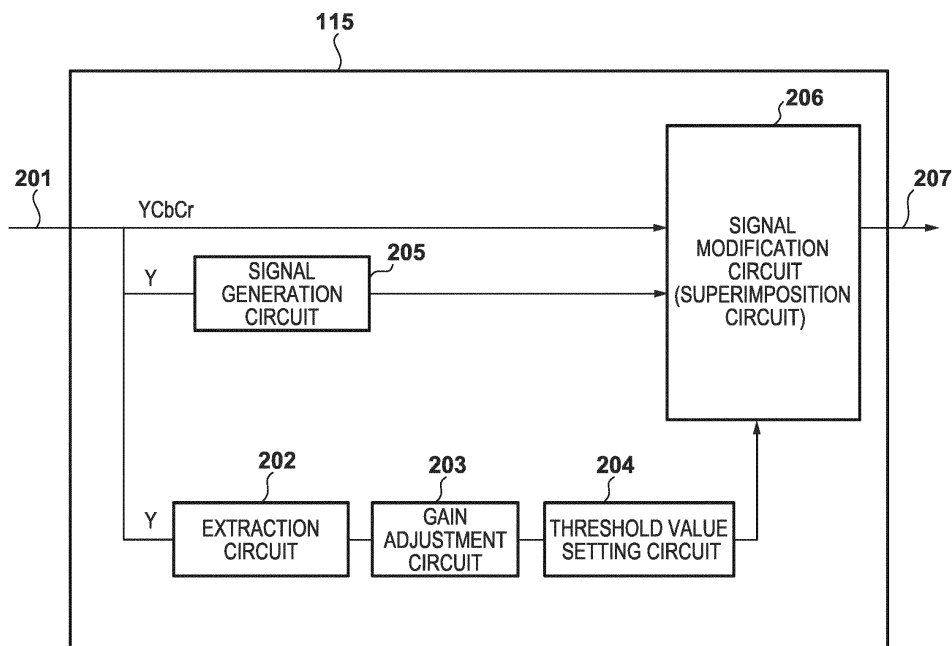 115
206
201
207
YCbCr
SIGNAL
MODIFICATION
CIRCUIT
(SUPERIMPOSITION
CIRCUIT)
205
Y
SIGNAL
GENERATION
CIRCUIT
202
203
204
Y
EXTRACTION
CIRCUIT
GAIN
ADJUSTMENT
CIRCUIT
THRESHOLD VALUE
SETTING CIRCUIT